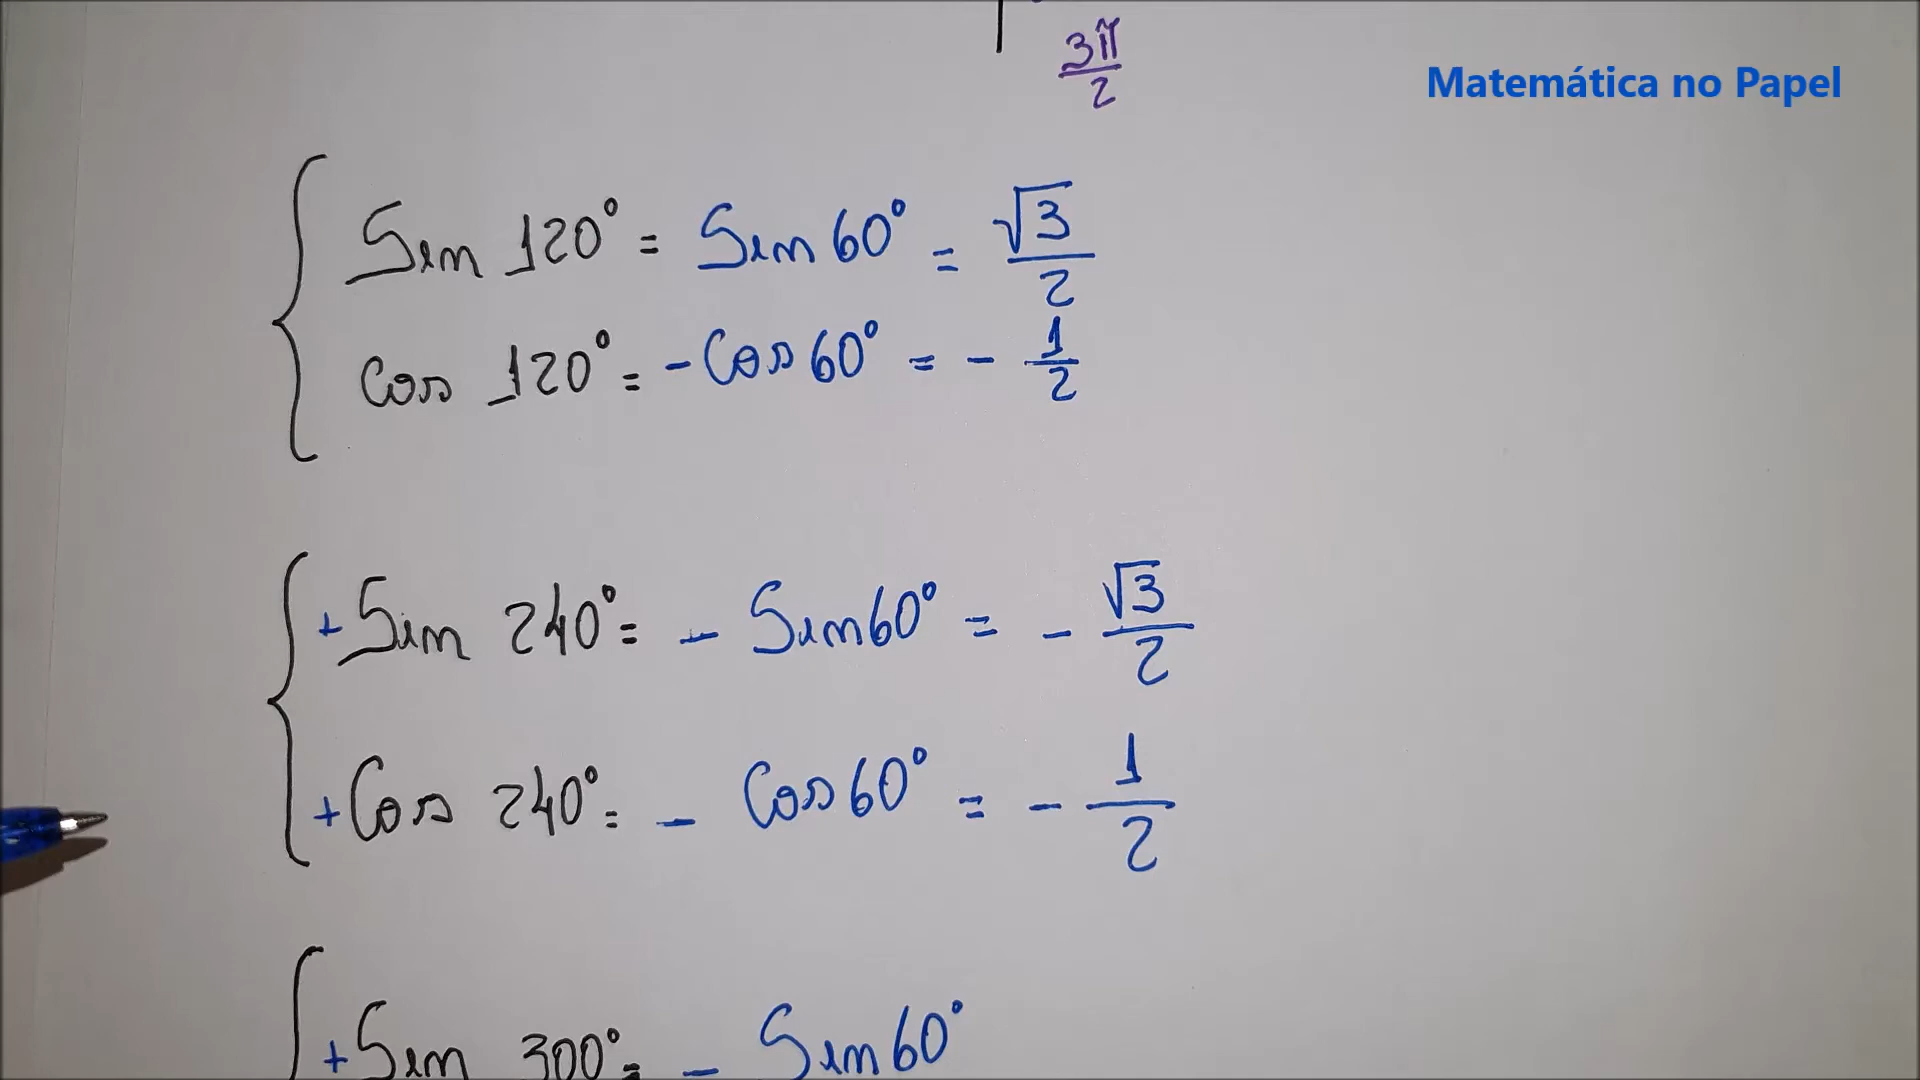 3π/2
Matemática no Papel
Sen 120° = Sen 60° = √3/2
Cos 120° = - Cos 60° = - 1/2
+Sen 240° = - Sen 60° = - √3/2
+Cos 240° = - Cos 60° = - 1/2
+Sen 300° = - Sen 60°